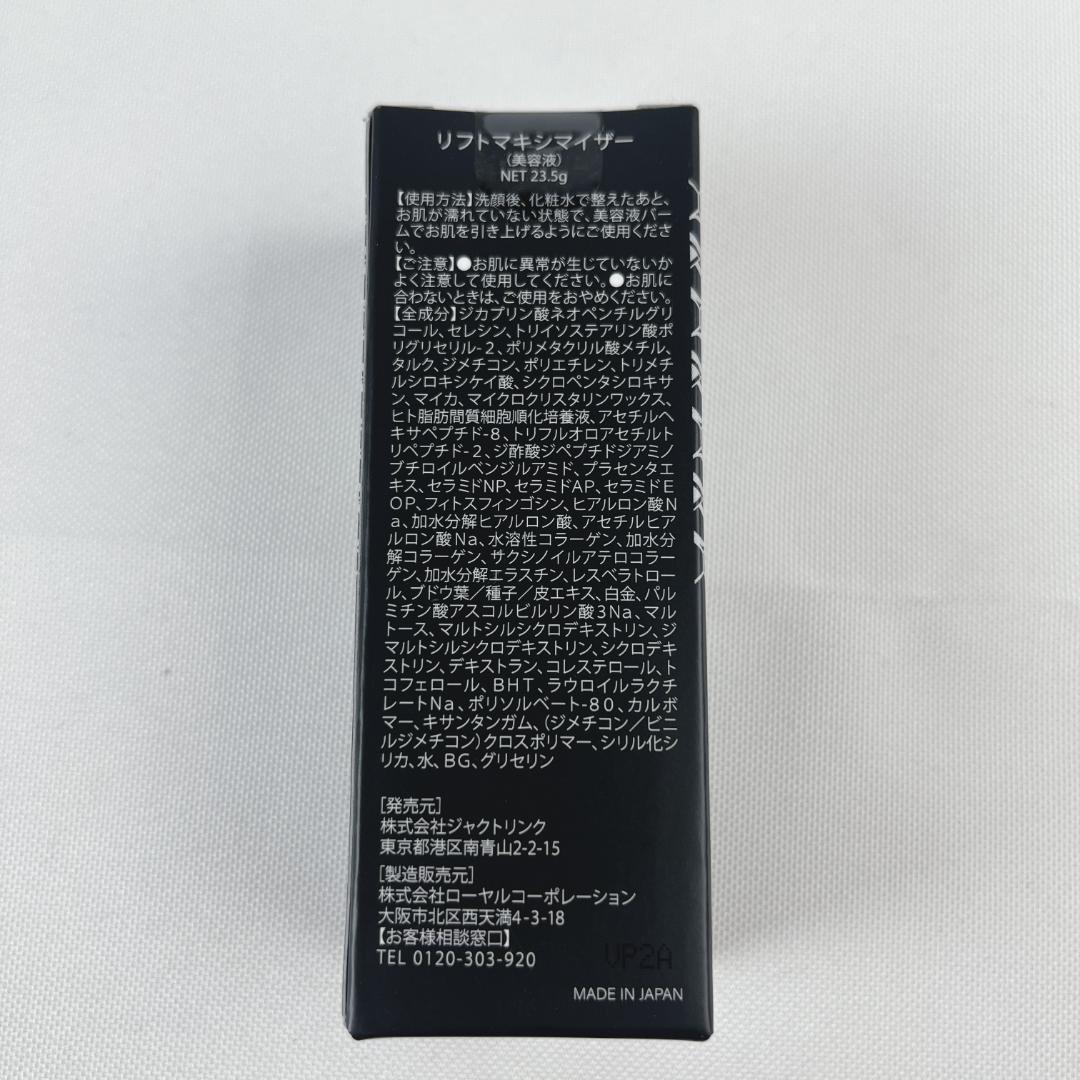 リフトマキシマイザー
(美容液)
NET 23.5g
【使用方法】洗顔後、化粧水で整えたあと、
お肌が濡れていない状態で、美容液バー
ムでお肌を引き上げるようにご使用くださ
い。
【ご注意】●お肌に異常が生じていないか
よく注意して使用してください。●お肌に
合わないときは、ご使用をおやめください。
【全成分】ジカプリン酸ネオペンチルグリ
コール、セレシン、トリイソステアリン酸ポ
リグリセリル-2、ポリメタクリル酸メチル、
タルク、ジメチコン、ポリエチレン、トリメチ
ルシロキシケイ酸、シクロペンタシロキサ
ン、マイカ、マイクロクリスタリンワックス、
ヒト脂肪間質細胞順化培養液、アセチルヘ
キサペプチド-8、トリフルオロアセチルト
リペプチド-2、ジ酢酸ジペプチドジアミノ
ブチロイルベンジルアミド、プラセンタエ
キス、セラミドNP、セラミドAP、セラミドE
OP、フィトスフィンゴシン、ヒアルロン酸N
a、加水分解ヒアルロン酸、アセチルヒア
ルロン酸Na、水溶性コラーゲン、加水分
解コラーゲン、サクシノイルアテロコラー
ゲン、加水分解エラスチン、レスベラトロー
ル、ブドウ葉／種子／皮エキス、白金、パル
ミチン酸アスコルビルリン酸3Na、マル
トース、マルトシルシクロデキストリン、ジ
マルトシルシクロデキストリン、シクロデキ
ストリン、デキストラン、コレステロール、ト
コフェロール、BHT、ラウロイルラクチ
レートNa、ポリソルベート-80、カルボ
マー、キサンタンガム、(ジメチコン／ビニ
ルジメチコン)クロスポリマー、シリル化シ
リカ、水、BG、グリセリン
[発売元]
株式会社ジャクトリンク
東京都港区南青山2-2-15
[製造販売元]
株式会社ローヤルコーポレーション
大阪市北区西天満4-3-18
【お客様相談窓口】
TEL 0120-303-920
VP2A
MADE IN JAPAN